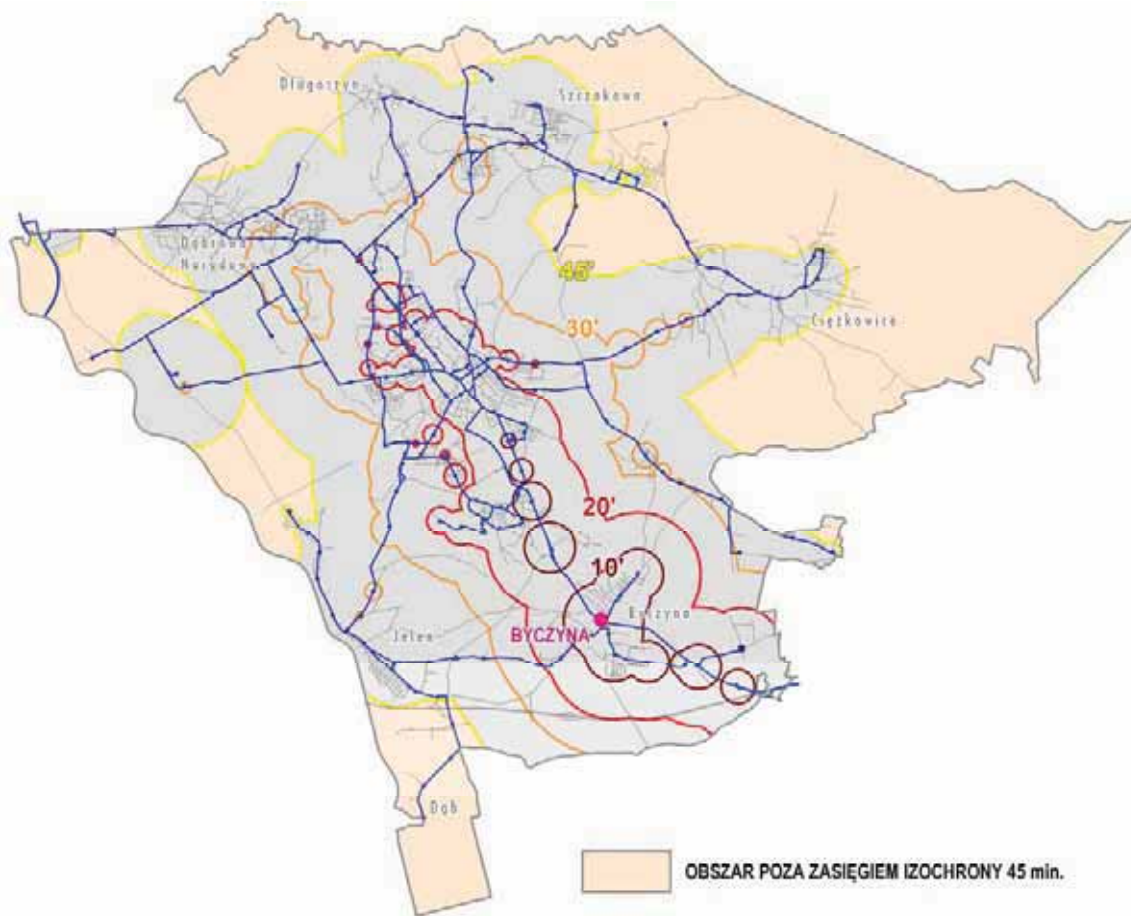 Długoszyn
Szczakowa
Dąbrowa
Narodowa
45'
30'
Ciężkowice
20'
10'
Byczyna
BYCZYNA
Jeleń
Dąb
OBSZAR POZA ZASIĘGIEM IZOCHRONY 45 min.